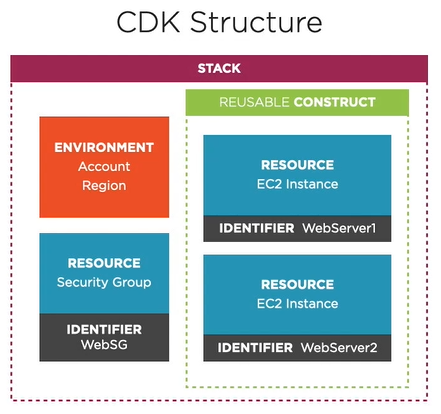 CDK Structure
STACK
REUSABLE CONSTRUCT
ENVIRONMENT
Account
Region
RESOURCE
Security Group
IDENTIFIER
WebSG
RESOURCE
EC2 Instance
IDENTIFIER WebServer1
RESOURCE
EC2 Instance
IDENTIFIER WebServer2